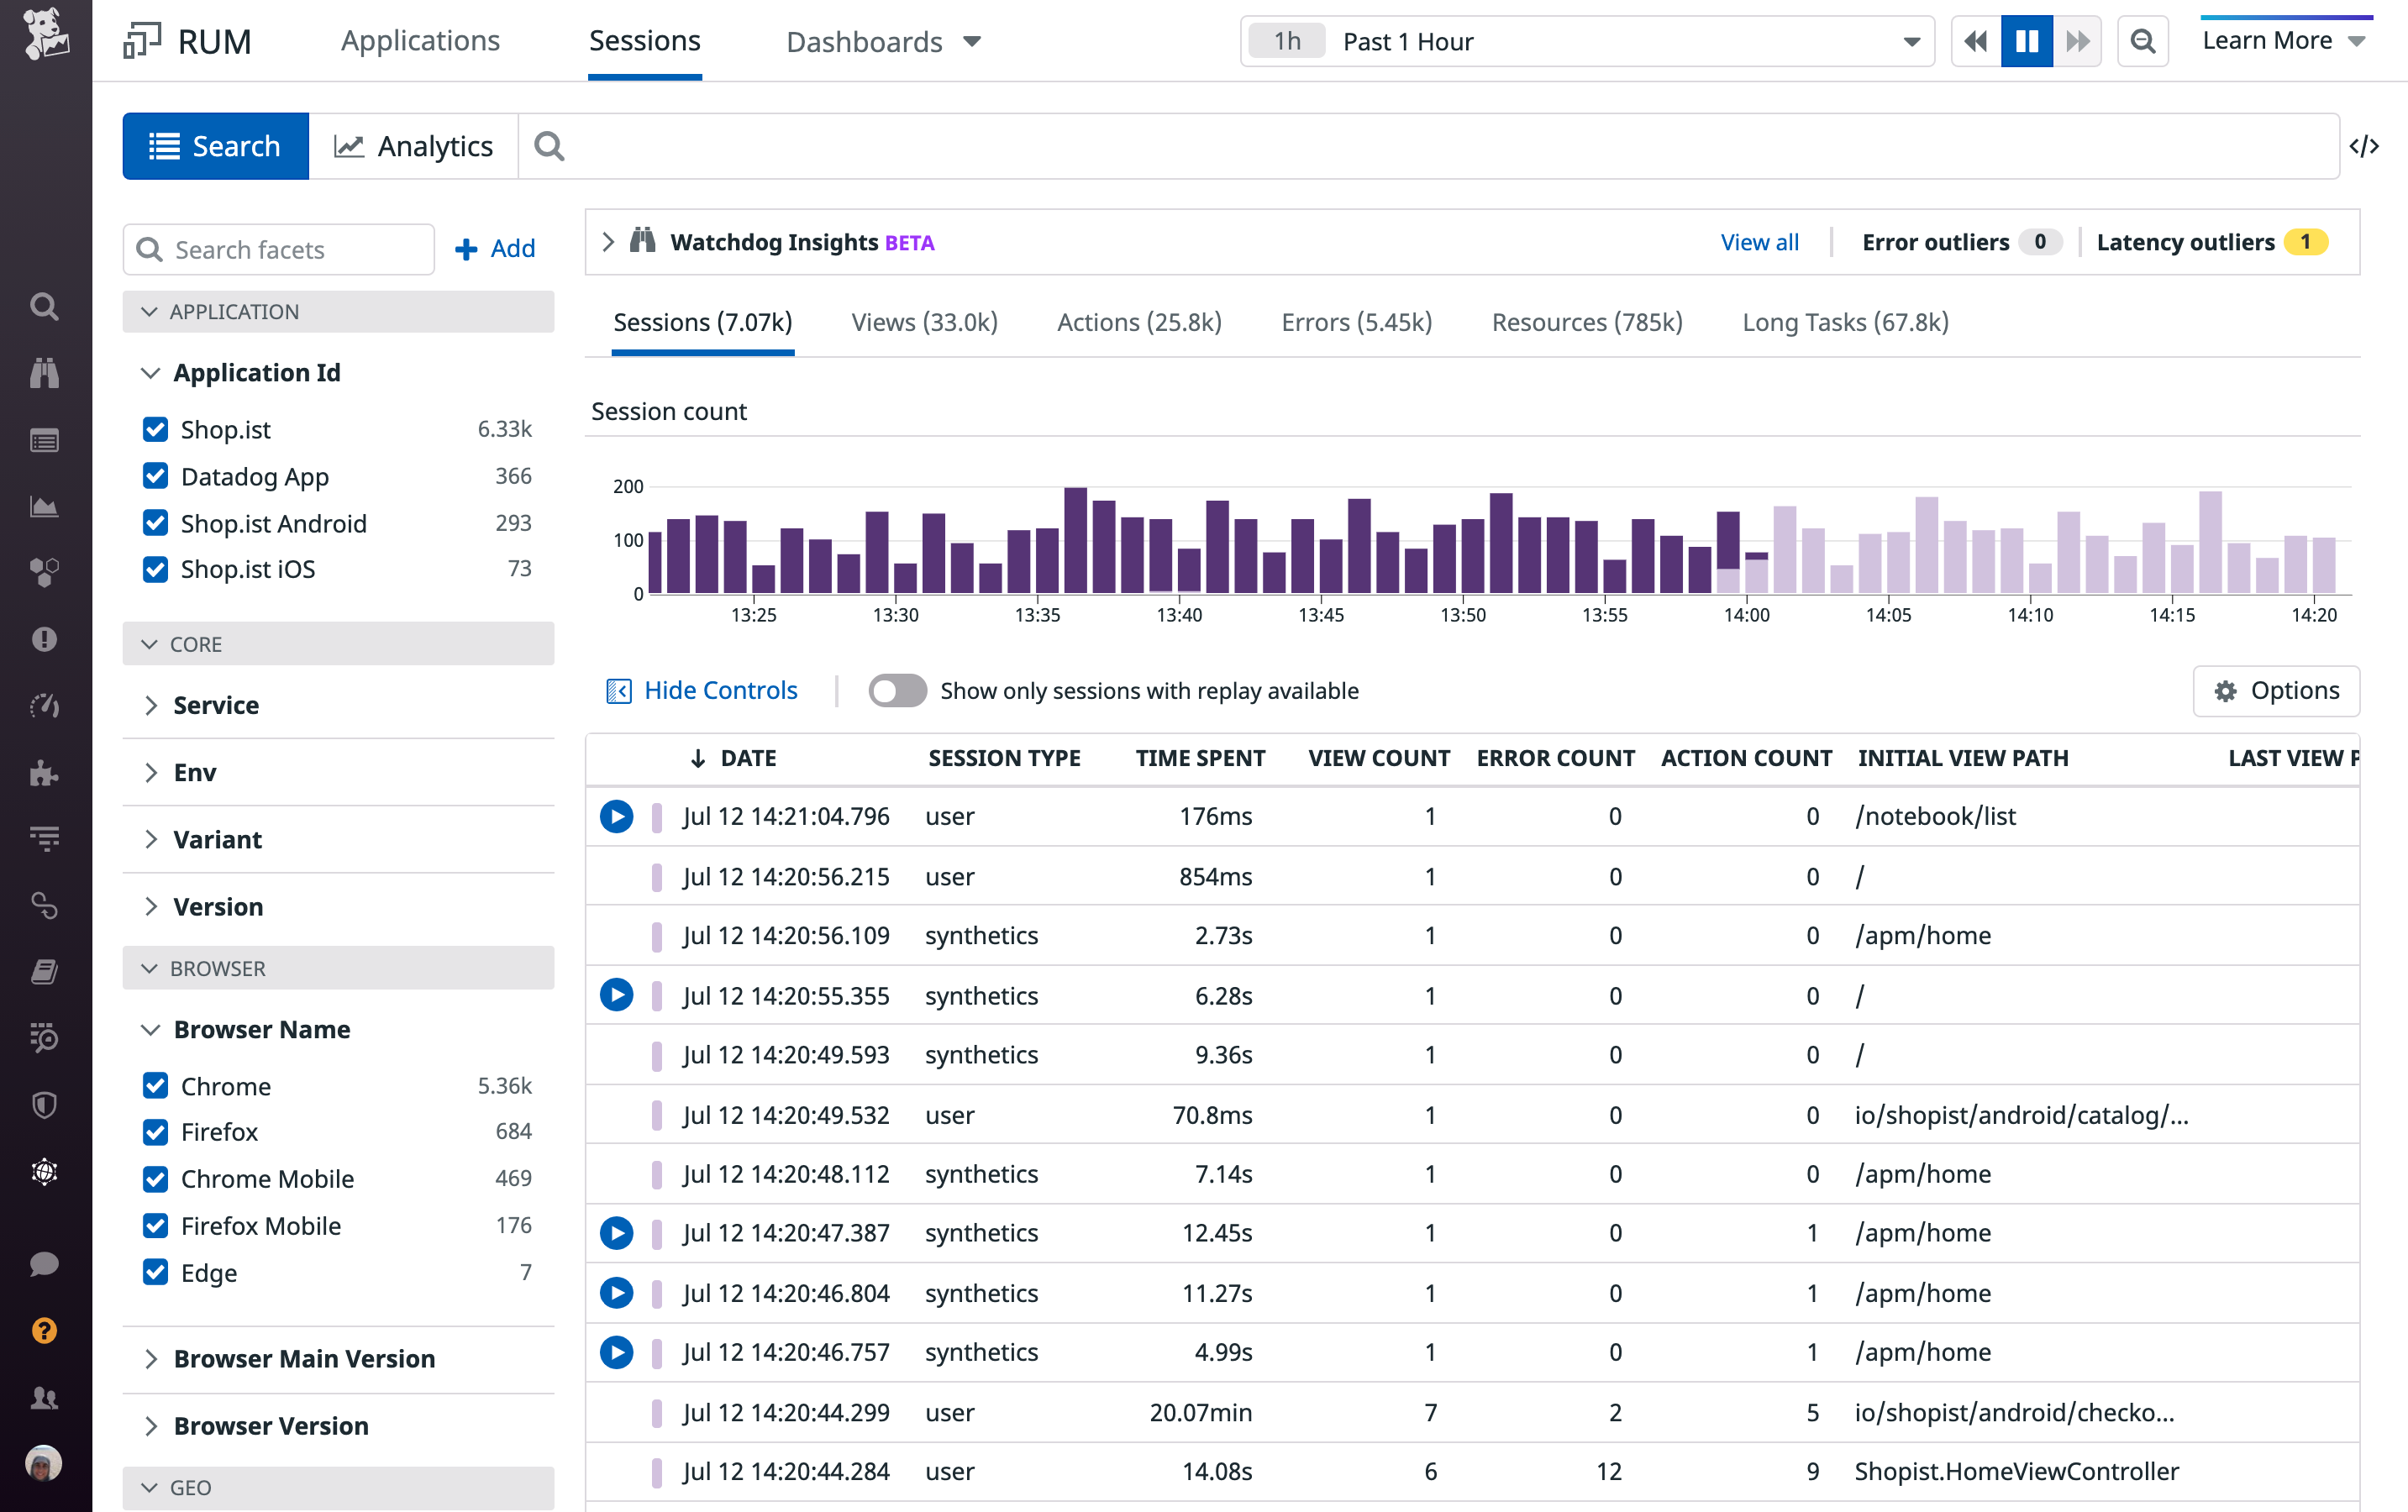 RUM Applications Sessions Dashboards 1h Past 1 Hour Learn More
Search Analytics </>
Search facets Add
APPLICATION
Application Id
Shop.ist 6.33k
Datadog App 366
Shop.ist Android 293
Shop.ist iOS 73
CORE
Service
Env
Variant
Version
BROWSER
Browser Name
Chrome 5.36k
Firefox 684
Chrome Mobile 469
Firefox Mobile 176
Edge 7
Browser Main Version
Browser Version
GEO
Watchdog Insights BETA View all Error outliers 0 Latency outliers 1
Sessions (7.07k) Views (33.0k) Actions (25.8k) Errors (5.45k) Resources (785k) Long Tasks (67.8k)
Session count
200
100
0
13:25 13:30 13:35 13:40 13:45 13:50 13:55 14:00 14:05 14:10 14:15 14:20
Hide Controls Show only sessions with replay available Options
DATE SESSION TYPE TIME SPENT VIEW COUNT ERROR COUNT ACTION COUNT INITIAL VIEW PATH LAST VIEW P
Jul 12 14:21:04.796 user 176ms 1 0 0 /notebook/list
Jul 12 14:20:56.215 user 854ms 1 0 0 /
Jul 12 14:20:56.109 synthetics 2.73s 1 0 0 /apm/home
Jul 12 14:20:55.355 synthetics 6.28s 1 0 0 /
Jul 12 14:20:49.593 synthetics 9.36s 1 0 0 /
Jul 12 14:20:49.532 user 70.8ms 1 0 0 io/shopist/android/catalog/...
Jul 12 14:20:48.112 synthetics 7.14s 1 0 0 /apm/home
Jul 12 14:20:47.387 synthetics 12.45s 1 0 1 /apm/home
Jul 12 14:20:46.804 synthetics 11.27s 1 0 1 /apm/home
Jul 12 14:20:46.757 synthetics 4.99s 1 0 1 /apm/home
Jul 12 14:20:44.299 user 20.07min 7 2 5 io/shopist/android/checko...
Jul 12 14:20:44.284 user 14.08s 6 12 9 Shopist.HomeViewController